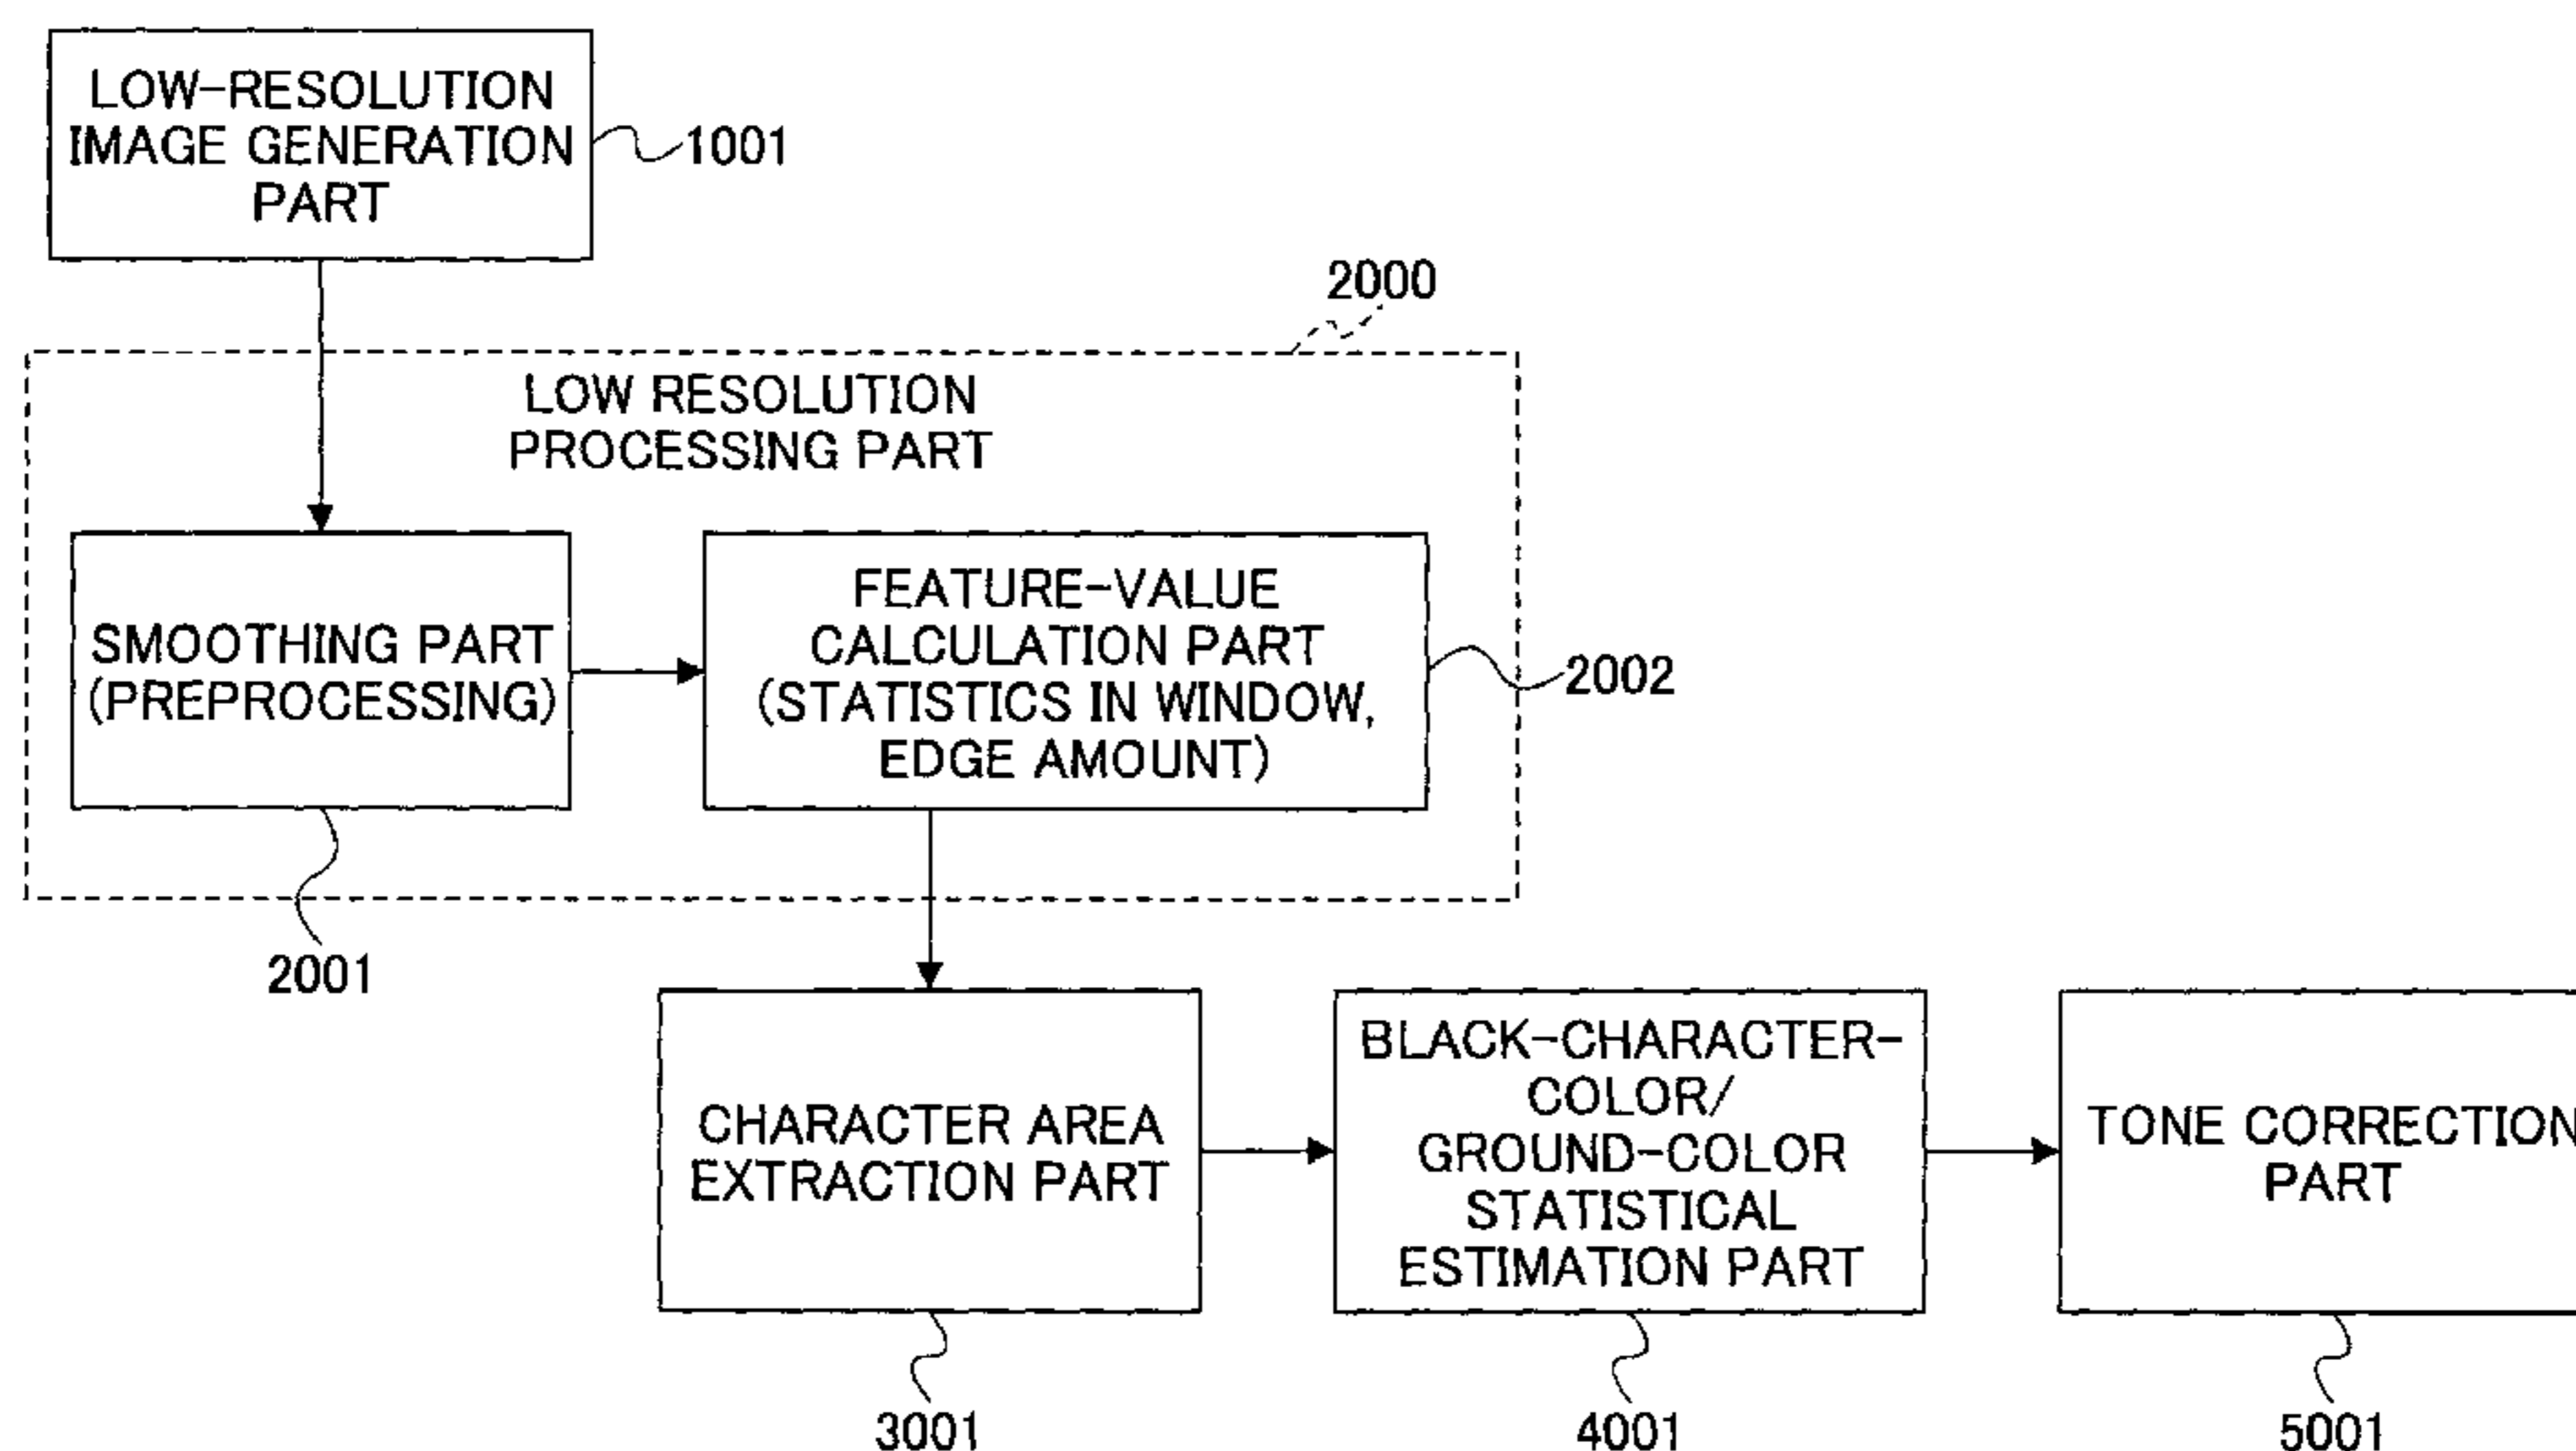 LOW-RESOLUTION
IMAGE GENERATION
PART
1001
2000
LOW RESOLUTION
PROCESSING PART
SMOOTHING PART
(PREPROCESSING)
FEATURE-VALUE
CALCULATION PART
(STATISTICS IN WINDOW,
EDGE AMOUNT)
2002
2001
CHARACTER AREA
EXTRACTION PART
BLACK-CHARACTER-
COLOR/
GROUND-COLOR
STATISTICAL
ESTIMATION PART
TONE CORRECTION
PART
3001
4001
5001